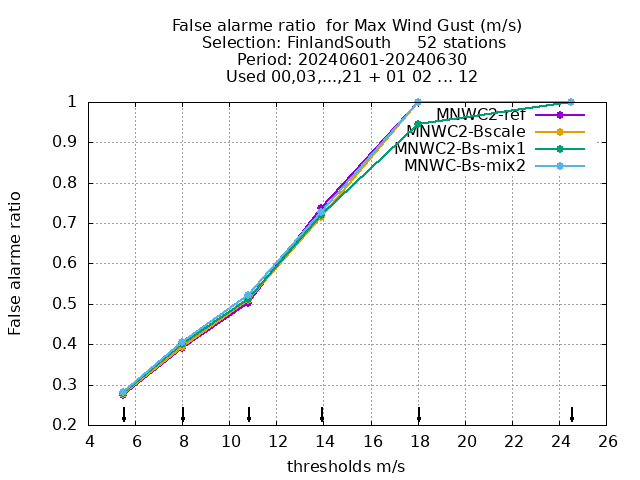 False alarme ratio  for Max Wind Gust (m/s)
Selection: FinlandSouth     52 stations
Period: 20240601-20240630
Used 00,03,...,21 + 01 02 ... 12
MNWC2-ref
MNWC2-Bscale
MNWC2-Bs-mix1
MNWC-Bs-mix2
False alarme ratio
1
0.9
0.8
0.7
0.6
0.5
0.4
0.3
0.2
4 6 8 10 12 14 16 18 20 22 24 26
thresholds m/s